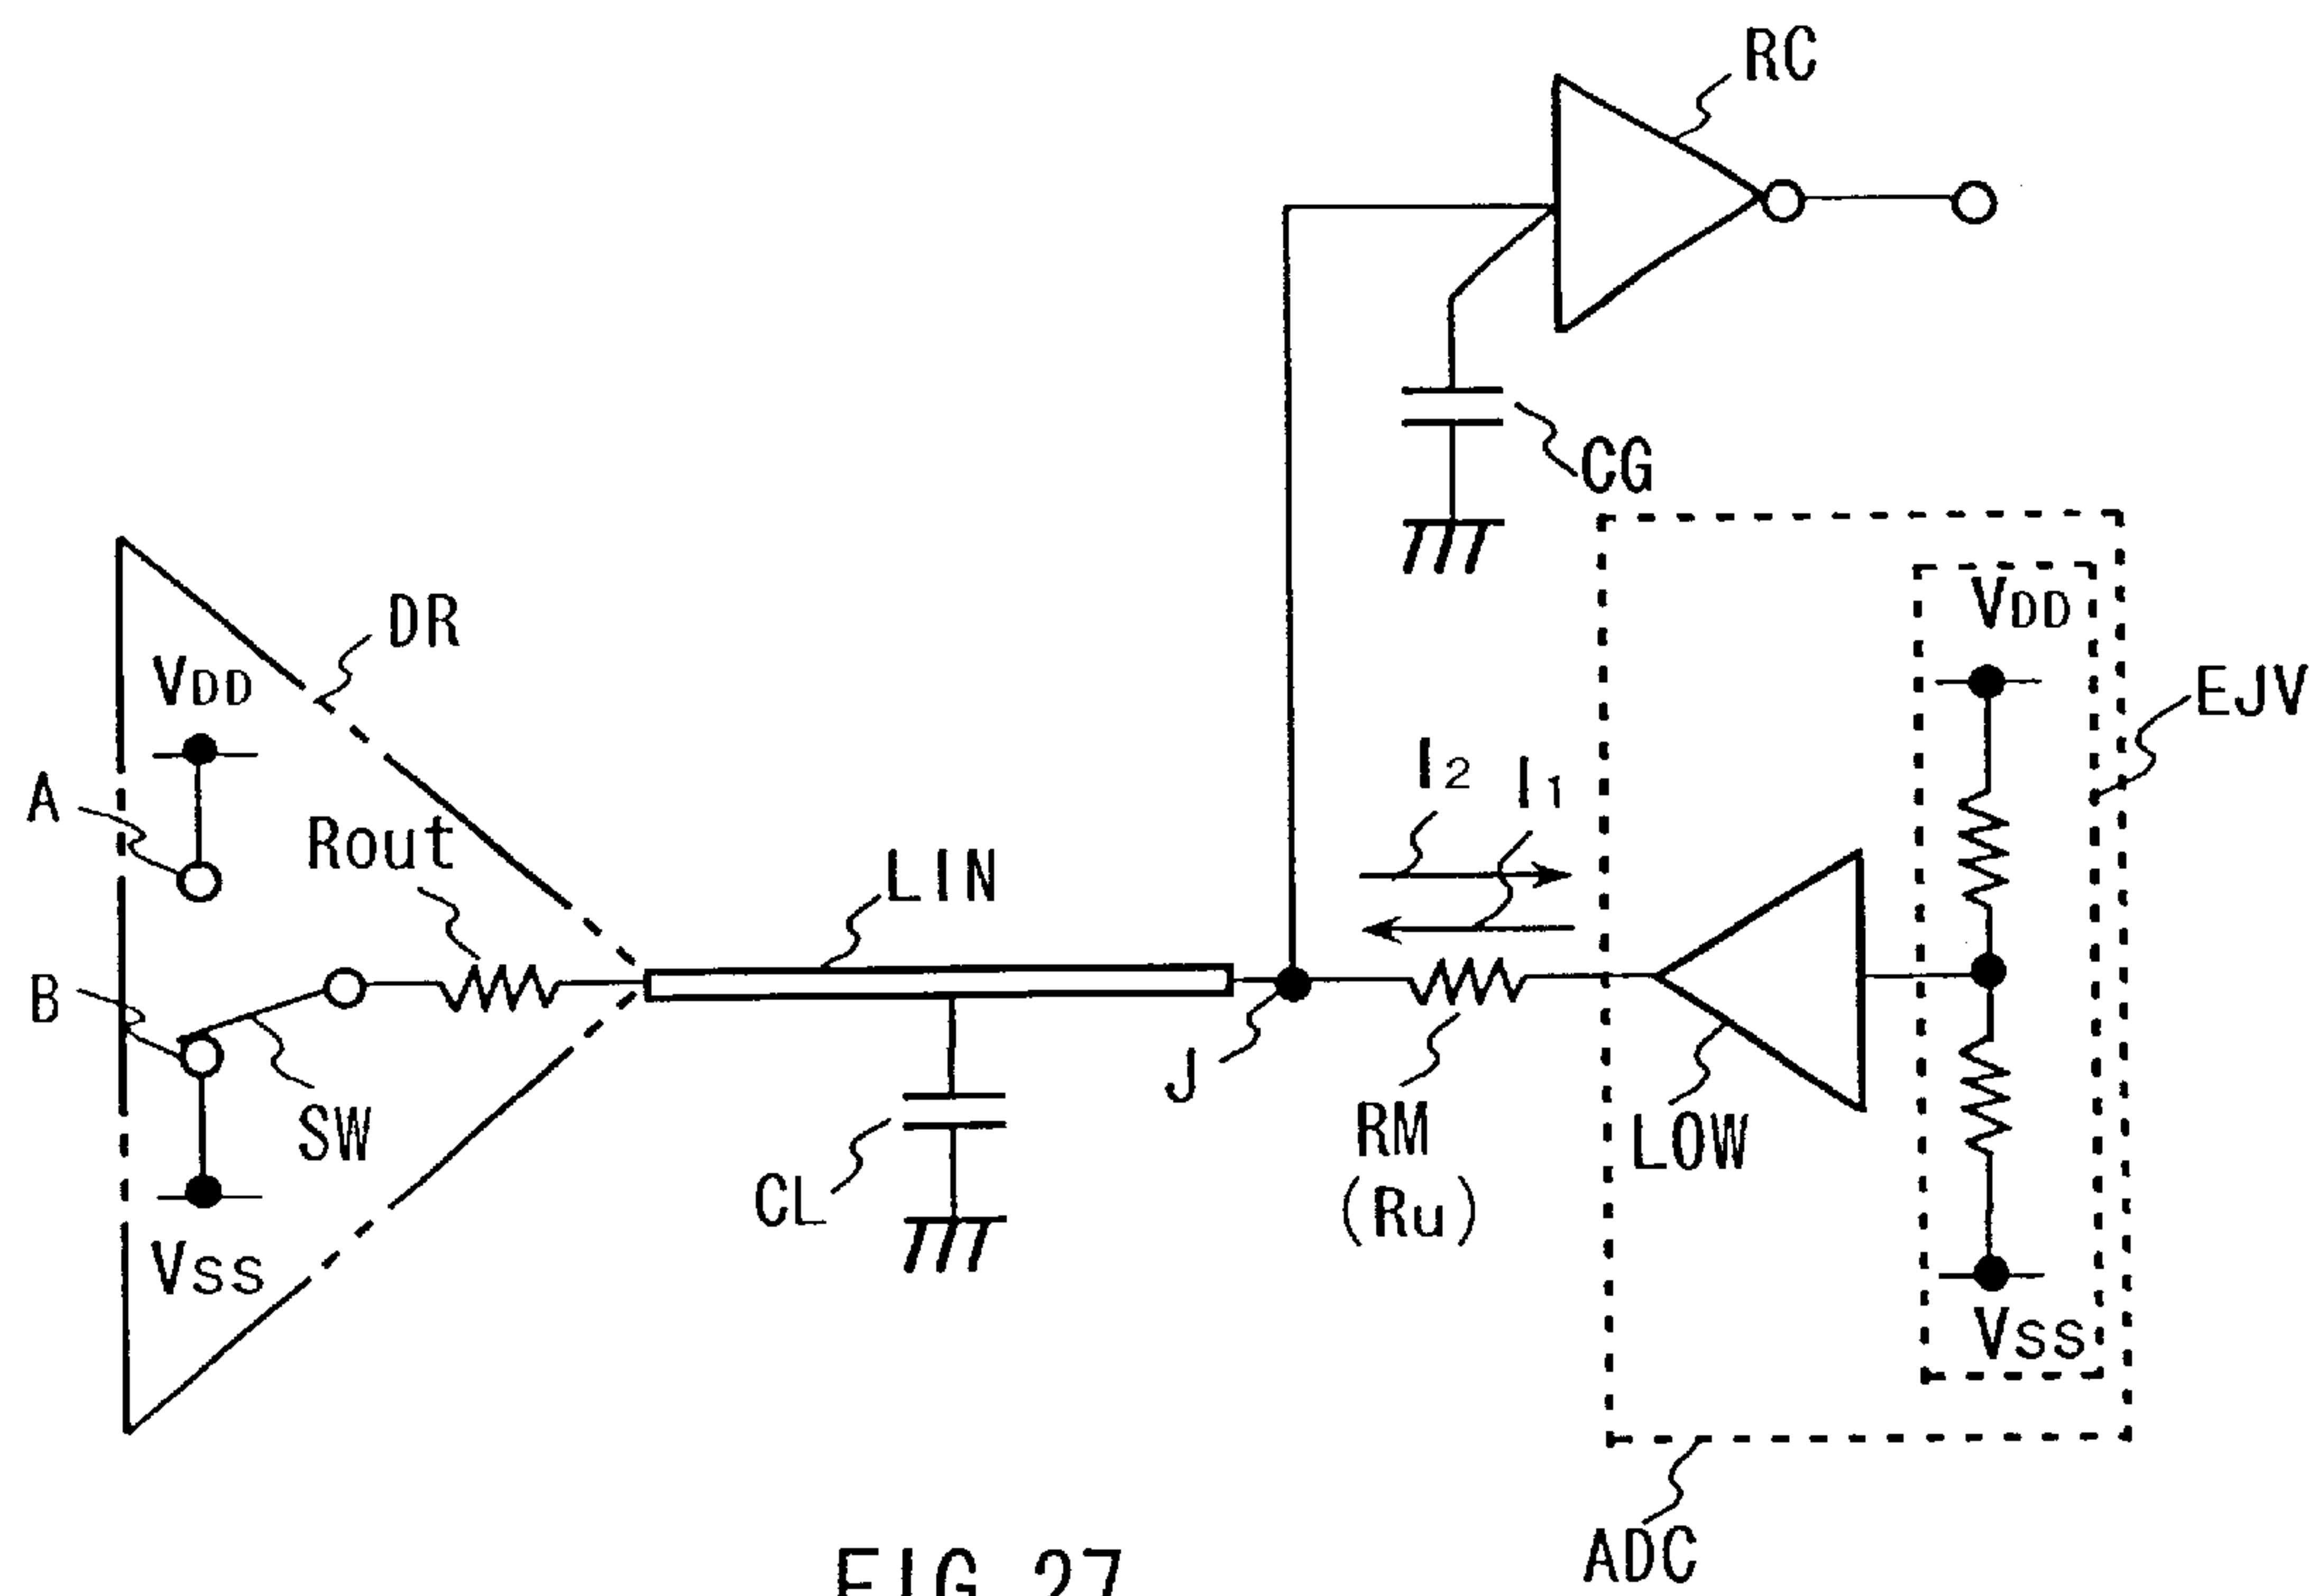 RC
CG
DR
VDD
VDD
EJV
A
Rout
I2
I1
LIN
B
SW
J
RM
(Ru)
LOW
CL
VSS
VSS
ADC
FIG. 27